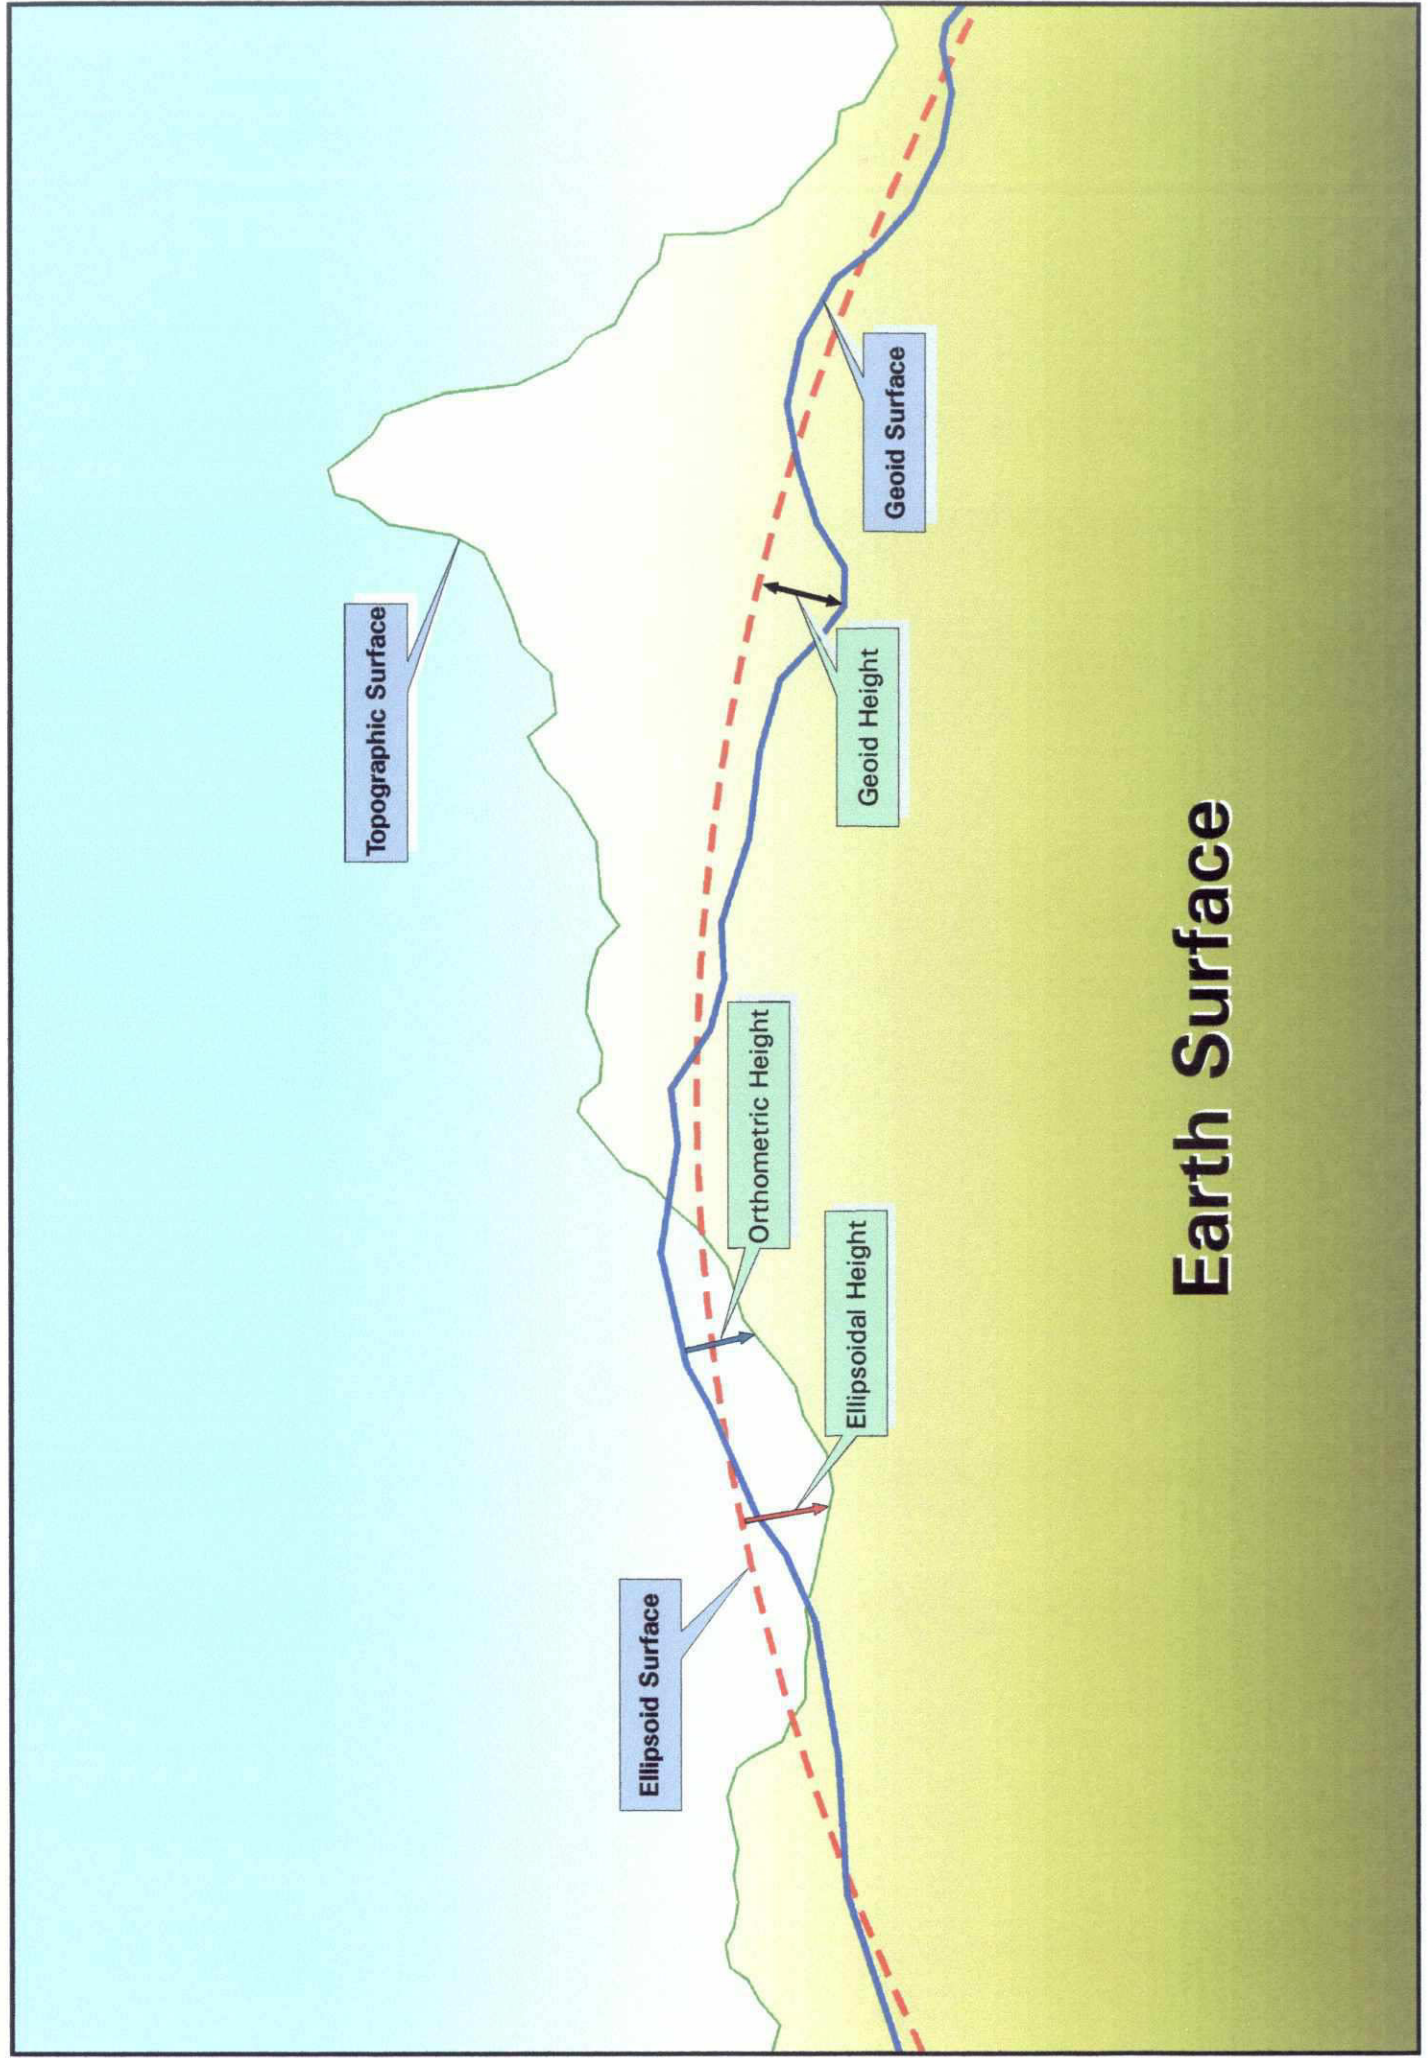 Topographic Surface
Ellipsoid Surface
Orthometric Height
Ellipsoidal Height
Geoid Height
Geoid Surface
Earth Surface